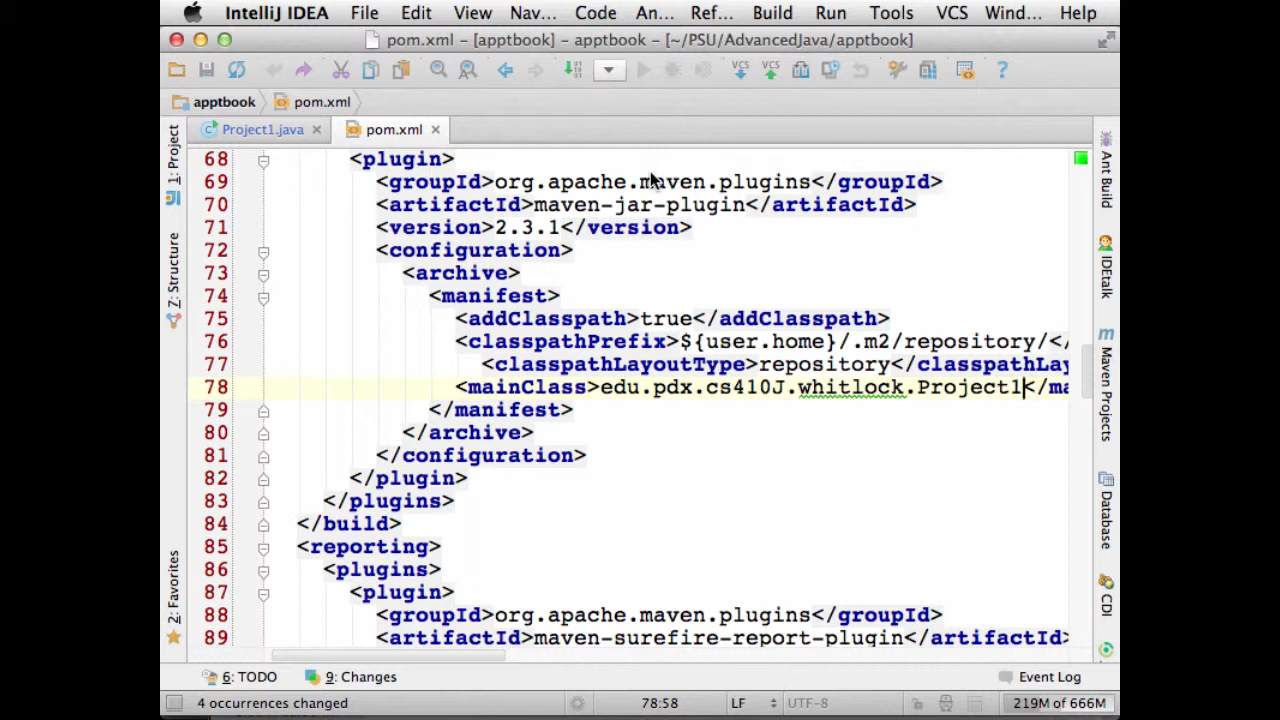 IntelliJ IDEA File Edit View Nav... Code An... Ref... Build Run Tools VCS Wind... Help
pom.xml – [apptbook] – apptbook – [~/PSU/AdvancedJava/apptbook]
VCS VCS
apptbook pom.xml
Project1.java pom.xml
1: Project
7: Structure
2: Favorites
68 <plugin>
69 <groupId>org.apache.maven.plugins</groupId>
70 <artifactId>maven-jar-plugin</artifactId>
71 <version>2.3.1</version>
72 <configuration>
73 <archive>
74 <manifest>
75 <addClasspath>true</addClasspath>
76 <classpathPrefix>${user.home}/.m2/repository/</
77 <classpathLayoutType>repository</classpathLay
78 <mainClass>edu.pdx.cs410J.whitlock.Project1</ma
79 </manifest>
80 </archive>
81 </configuration>
82 </plugin>
83 </plugins>
84 </build>
85 <reporting>
86 <plugins>
87 <plugin>
88 <groupId>org.apache.maven.plugins</groupId>
89 <artifactId>maven-surefire-report-plugin</artifactId>
Ant Build
IDEtalk
Maven Projects
Database
CDI
6: TODO 9: Changes Event Log
4 occurrences changed 78:58 LF UTF-8 219M of 666M